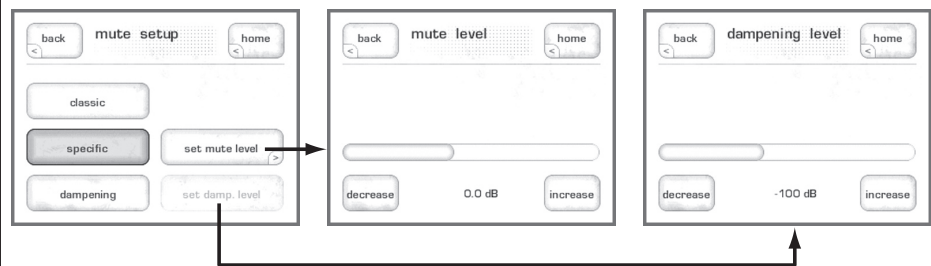 back
mute setup
home
<
<
classic
specific
set mute level
>
dampening
set damp. level
back
mute level
home
<
<
decrease
0.0 dB
increase
back
dampening level
home
<
<
decrease
-100 dB
increase